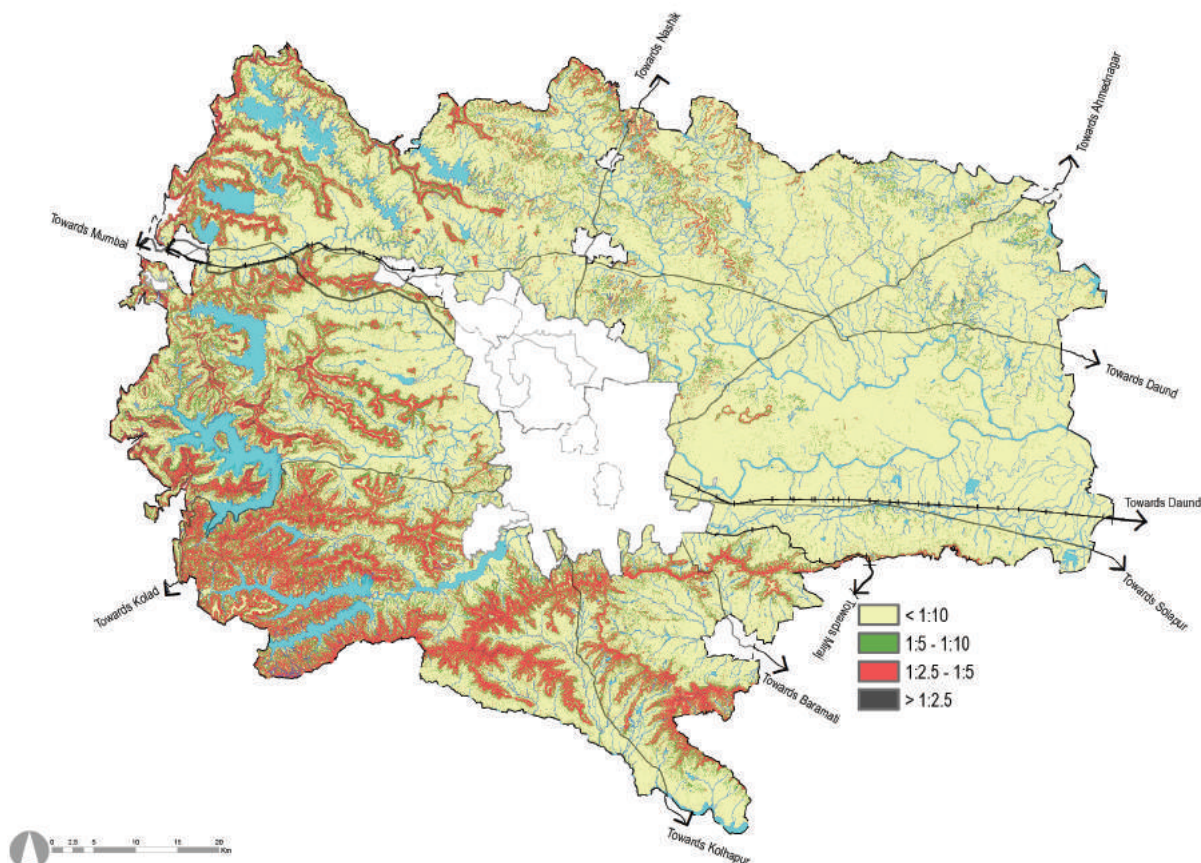 Towards Nashik
Towards Ahmednagar
Towards Mumbai
Towards Daund
Towards Daund
Towards Solapur
Towards Miraj
Towards Kolad
Towards Baramati
Towards Kolhapur
< 1:10
1:5 - 1:10
1:2.5 - 1:5
> 1:2.5
0 2.5 5 10 15 20
Km